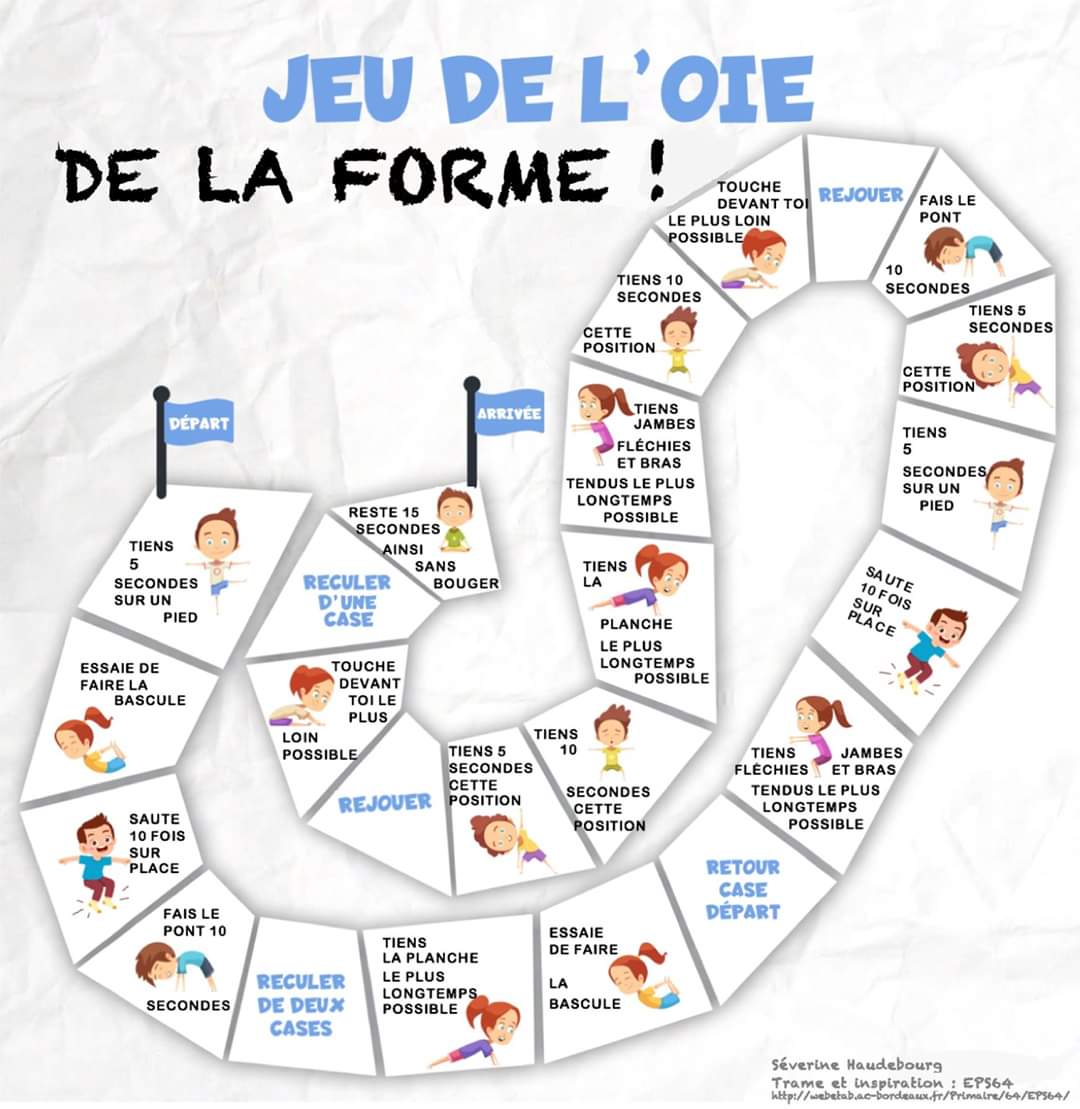 JEU DE L'OIE
DE LA FORME !
DÉPART
TIENS
5
SECONDES
SUR UN
PIED
ESSAIE DE
FAIRE LA
BASCULE
SAUTE
10 FOIS
SUR
PLACE
FAIS LE
PONT 10
SECONDES
RECULER
DE DEUX
CASES
TIENS
LA PLANCHE
LE PLUS
LONGTEMPS
POSSIBLE
ESSAIE
DE FAIRE
LA
BASCULE
RETOUR
CASE
DÉPART
TIENS JAMBES
FLÉCHIES ET BRAS
TENDUS LE PLUS
LONGTEMPS
POSSIBLE
SAUTE
10 FOIS
SUR
PLACE
TIENS
5
SECONDES
SUR UN
PIED
TIENS 5
SECONDES
CETTE
POSITION
FAIS LE
PONT
10
SECONDES
REJOUER
TOUCHE
DEVANT TOI
LE PLUS LOIN
POSSIBLE
TIENS 10
SECONDES
CETTE
POSITION
TIENS
JAMBES
FLÉCHIES
ET BRAS
TENDUS LE PLUS
LONGTEMPS
POSSIBLE
TIENS
LA
PLANCHE
LE PLUS
LONGTEMPS
POSSIBLE
TIENS
10
SECONDES
CETTE
POSITION
TIENS 5
SECONDES
CETTE
POSITION
REJOUER
TOUCHE
DEVANT
TOI LE
PLUS
LOIN
POSSIBLE
RECULER
D'UNE
CASE
RESTE 15
SECONDES
AINSI
SANS
BOUGER
ARRIVÉE
Séverine Haudebourg
Trame et inspiration : EPS64
http://webetab.ac-bordeaux.fr/Primaire/64/EPS64/